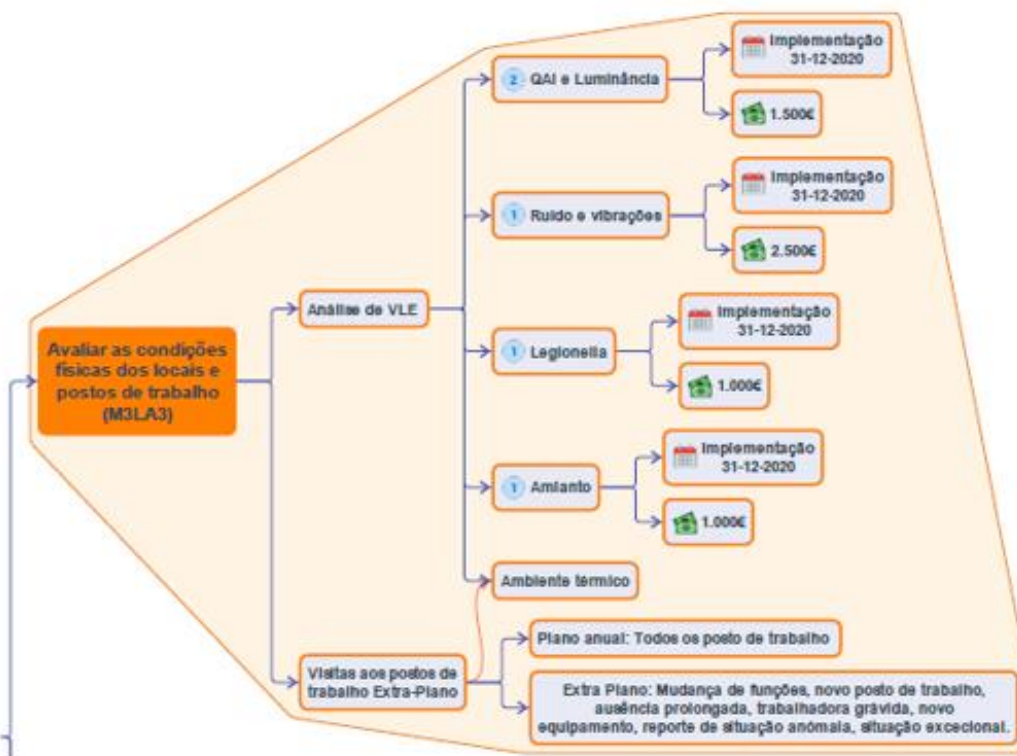 Implementação
31-12-2020
2 QAI e Luminância
1.500€
Implementação
31-12-2020
1 Ruído e vibrações
2.500€
Análise de VLE
Implementação
31-12-2020
Avaliar as condições
físicas dos locais e
postos de trabalho
(M3LA3)
1 Legionella
1.000€
Implementação
31-12-2020
1 Amianto
1.000€
Ambiente térmico
Plano anual: Todos os posto de trabalho
Visitas aos postos de
trabalho Extra-Plano
Extra Plano: Mudança de funções, novo posto de trabalho,
ausência prolongada, trabalhadora grávida, novo
equipamento, reporte de situação anómala, situação excecional.